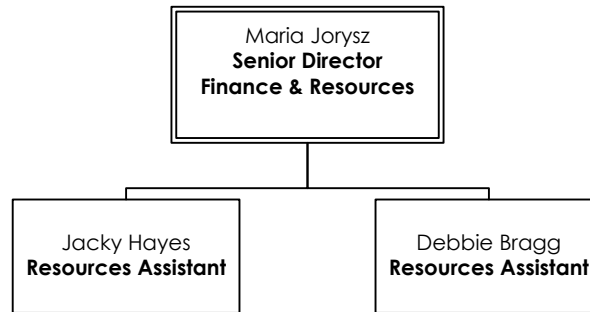 Maria Jorysz
Senior Director
Finance & Resources
Jacky Hayes
Resources Assistant
Debbie Bragg
Resources Assistant